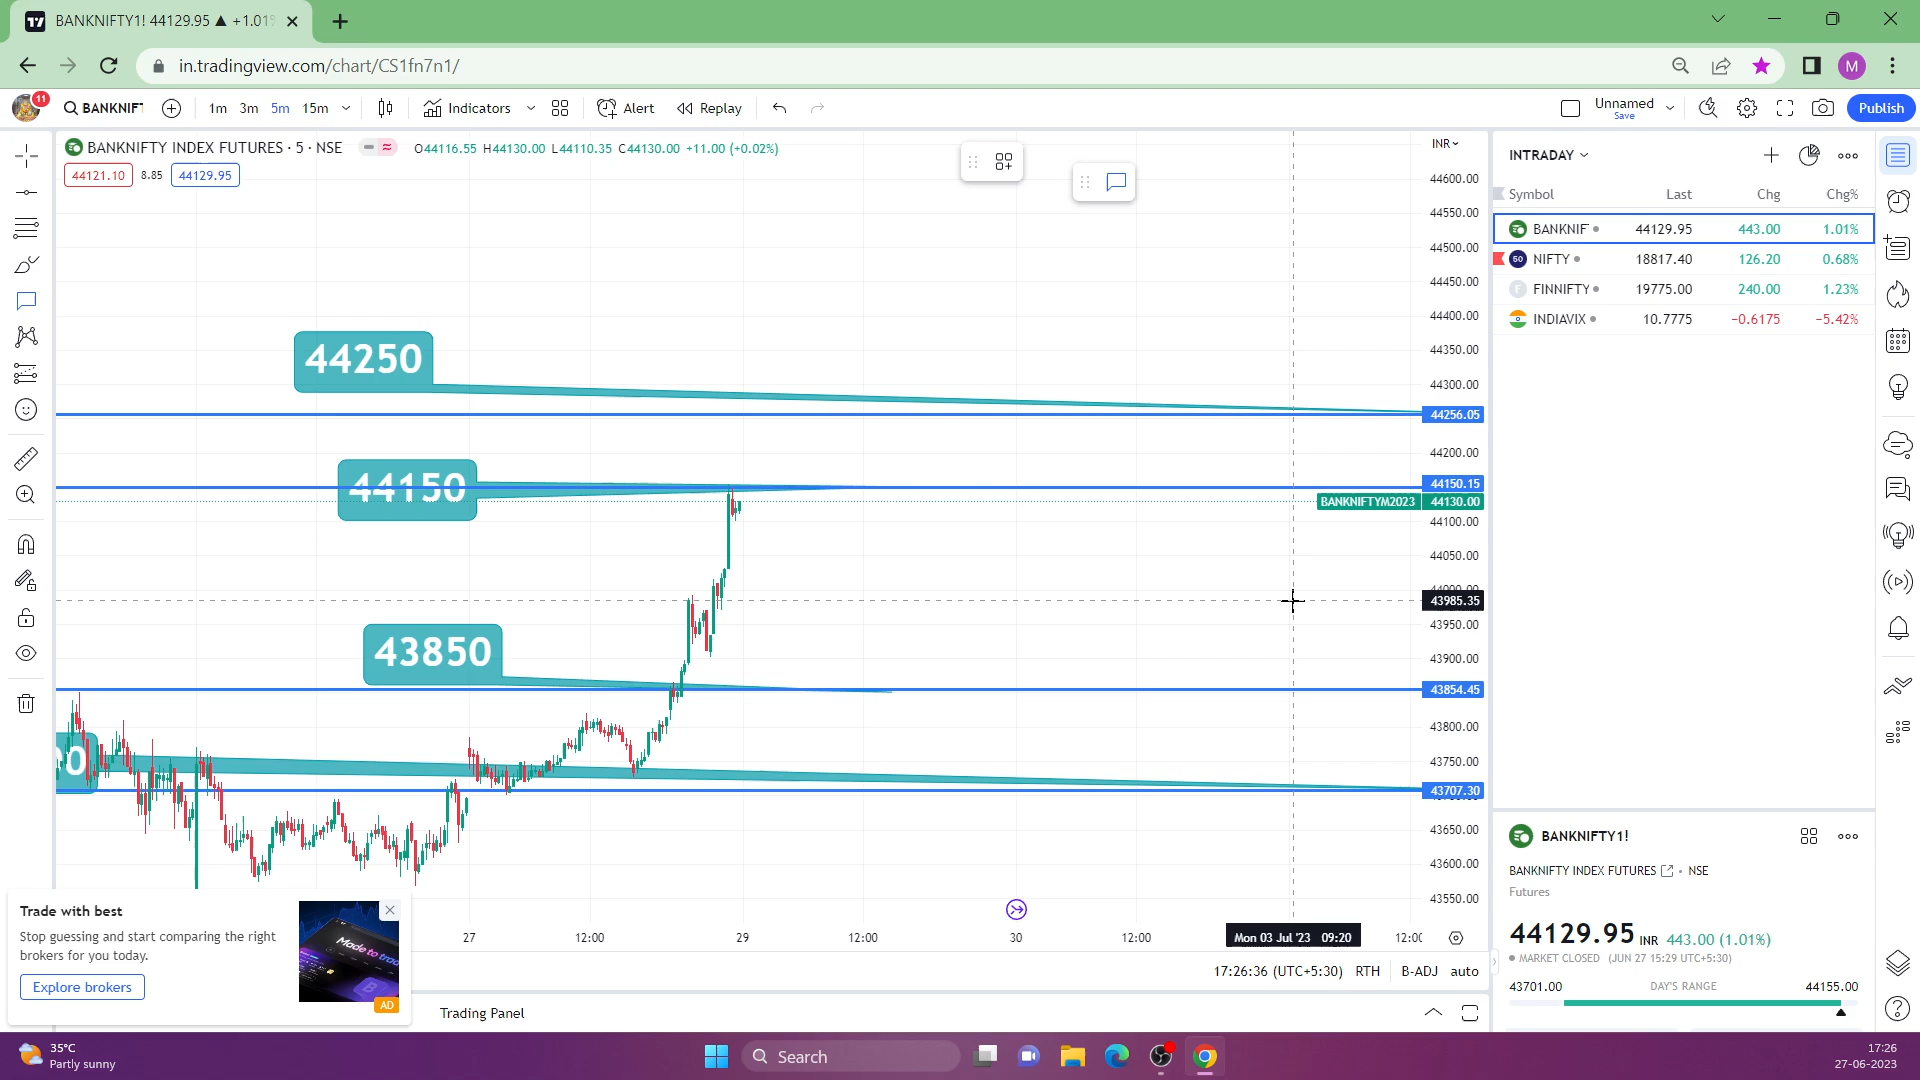 BANKNIFTY1! 44129.95 ▲ +1.01%
in.tradingview.com/chart/CS1fn7n1/
M
11
BANKNIF
1m 3m 5m 15m
Indicators
Alert
Replay
Unnamed
Save
Publish
BANKNIFTY INDEX FUTURES · 5 · NSE
O44116.55 H44130.00 L44110.35 C44130.00 +11.00 (+0.02%)
44121.10 8.85 44129.95
INR
44600.00
44550.00
44500.00
44450.00
44400.00
44350.00
44300.00
44256.05
44200.00
44150.15
BANKNIFTYM2023 44130.00
44100.00
44050.00
44000.00
43985.35
43950.00
43900.00
43854.45
43800.00
43750.00
43707.30
43650.00
43600.00
43550.00
44250
44150
43850
0
27 12:00 29 12:00 30 12:00 Mon 03 Jul '23 09:20 12:00
17:26:36 (UTC+5:30) RTH B-ADJ auto
Trading Panel
Trade with best
Stop guessing and start comparing the right
brokers for you today.
Explore brokers
Made to
AD
INTRADAY
Symbol Last Chg Chg%
BANKNIF 44129.95 443.00 1.01%
50 NIFTY 18817.40 126.20 0.68%
F FINNIFTY 19775.00 240.00 1.23%
INDIAVIX 10.7775 −0.6175 −5.42%
BANKNIFTY1!
BANKNIFTY INDEX FUTURES · NSE
Futures
44129.95 INR 443.00 (1.01%)
MARKET CLOSED (JUN 27 15:29 UTC+5:30)
43701.00 DAY'S RANGE 44155.00
35°C
Partly sunny
Search
17:26
27-06-2023